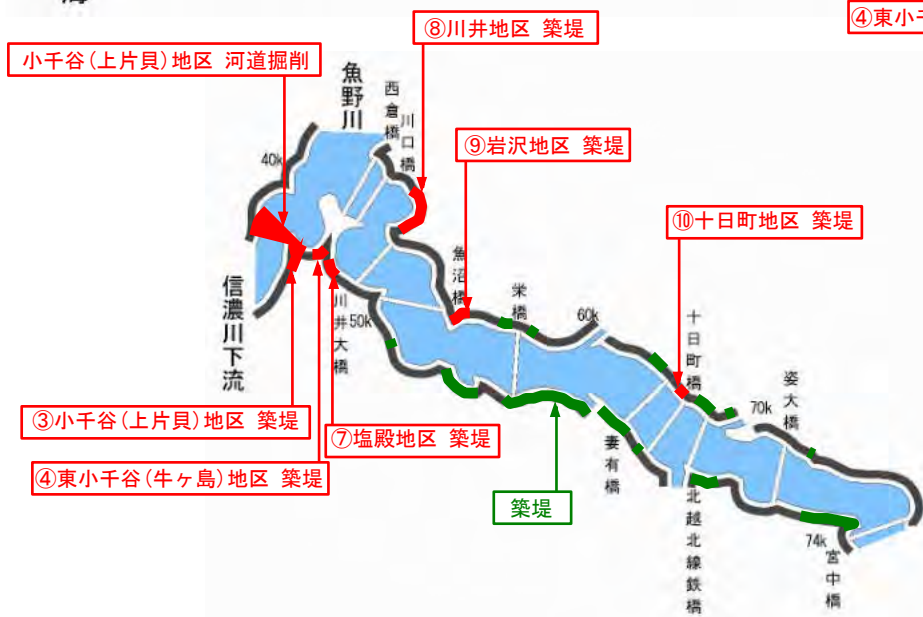 ④東小千
⑧川井地区 築堤
小千谷(上片貝)地区 河道掘削
魚野川
西倉橋
川口橋
⑨岩沢地区 築堤
40k
⑩十日町地区 築堤
魚沼橋
栄橋
60k
十日町橋
姿大橋
信濃川下流
川井大橋
50k
70k
③小千谷(上片貝)地区 築堤
⑦塩殿地区 築堤
妻有橋
④東小千谷(牛ヶ島)地区 築堤
築堤
北越北線鉄橋
74k
宮中橋